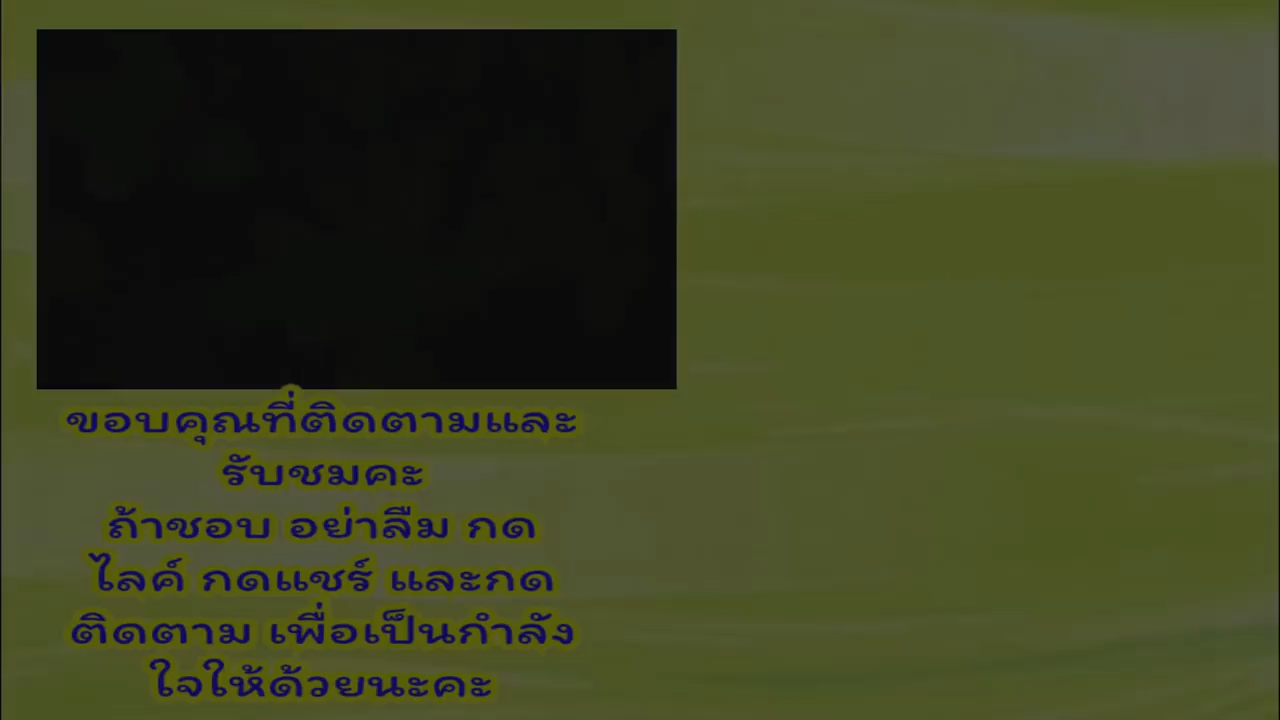 ขอบคุณที่ติดตามและ
รับชมคะ
ถ้าชอบ อย่าลืม กด
ไลค์ กดแชร์ และกด
ติดตาม เพื่อเป็นกำลัง
ใจให้ด้วยนะคะ